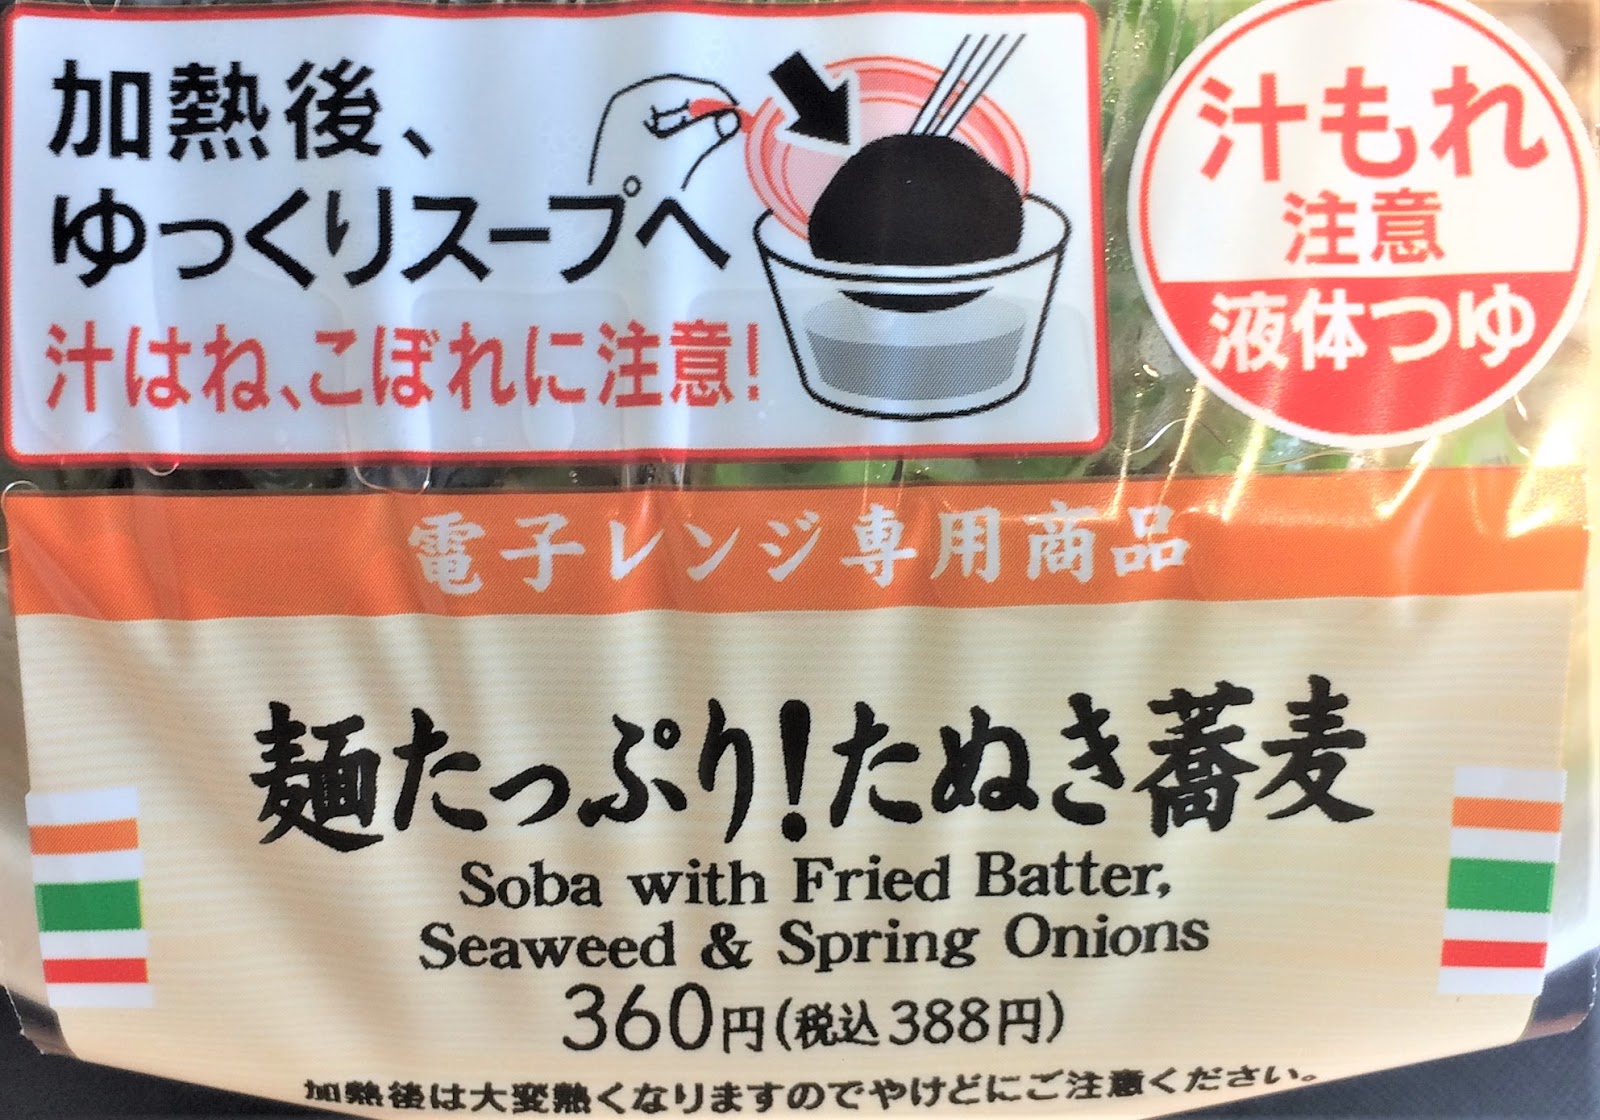 加熱後、
ゆっくりスープへ
汁はね、こぼれに注意!
汁もれ
注意
液体つゆ
電子レンジ専用商品
麺たっぷり!たぬき蕎麦
Soba with Fried Batter,
Seaweed & Spring Onions
360円(税込388円)
加熱後は大変熱くなりますのでやけどにご注意ください。